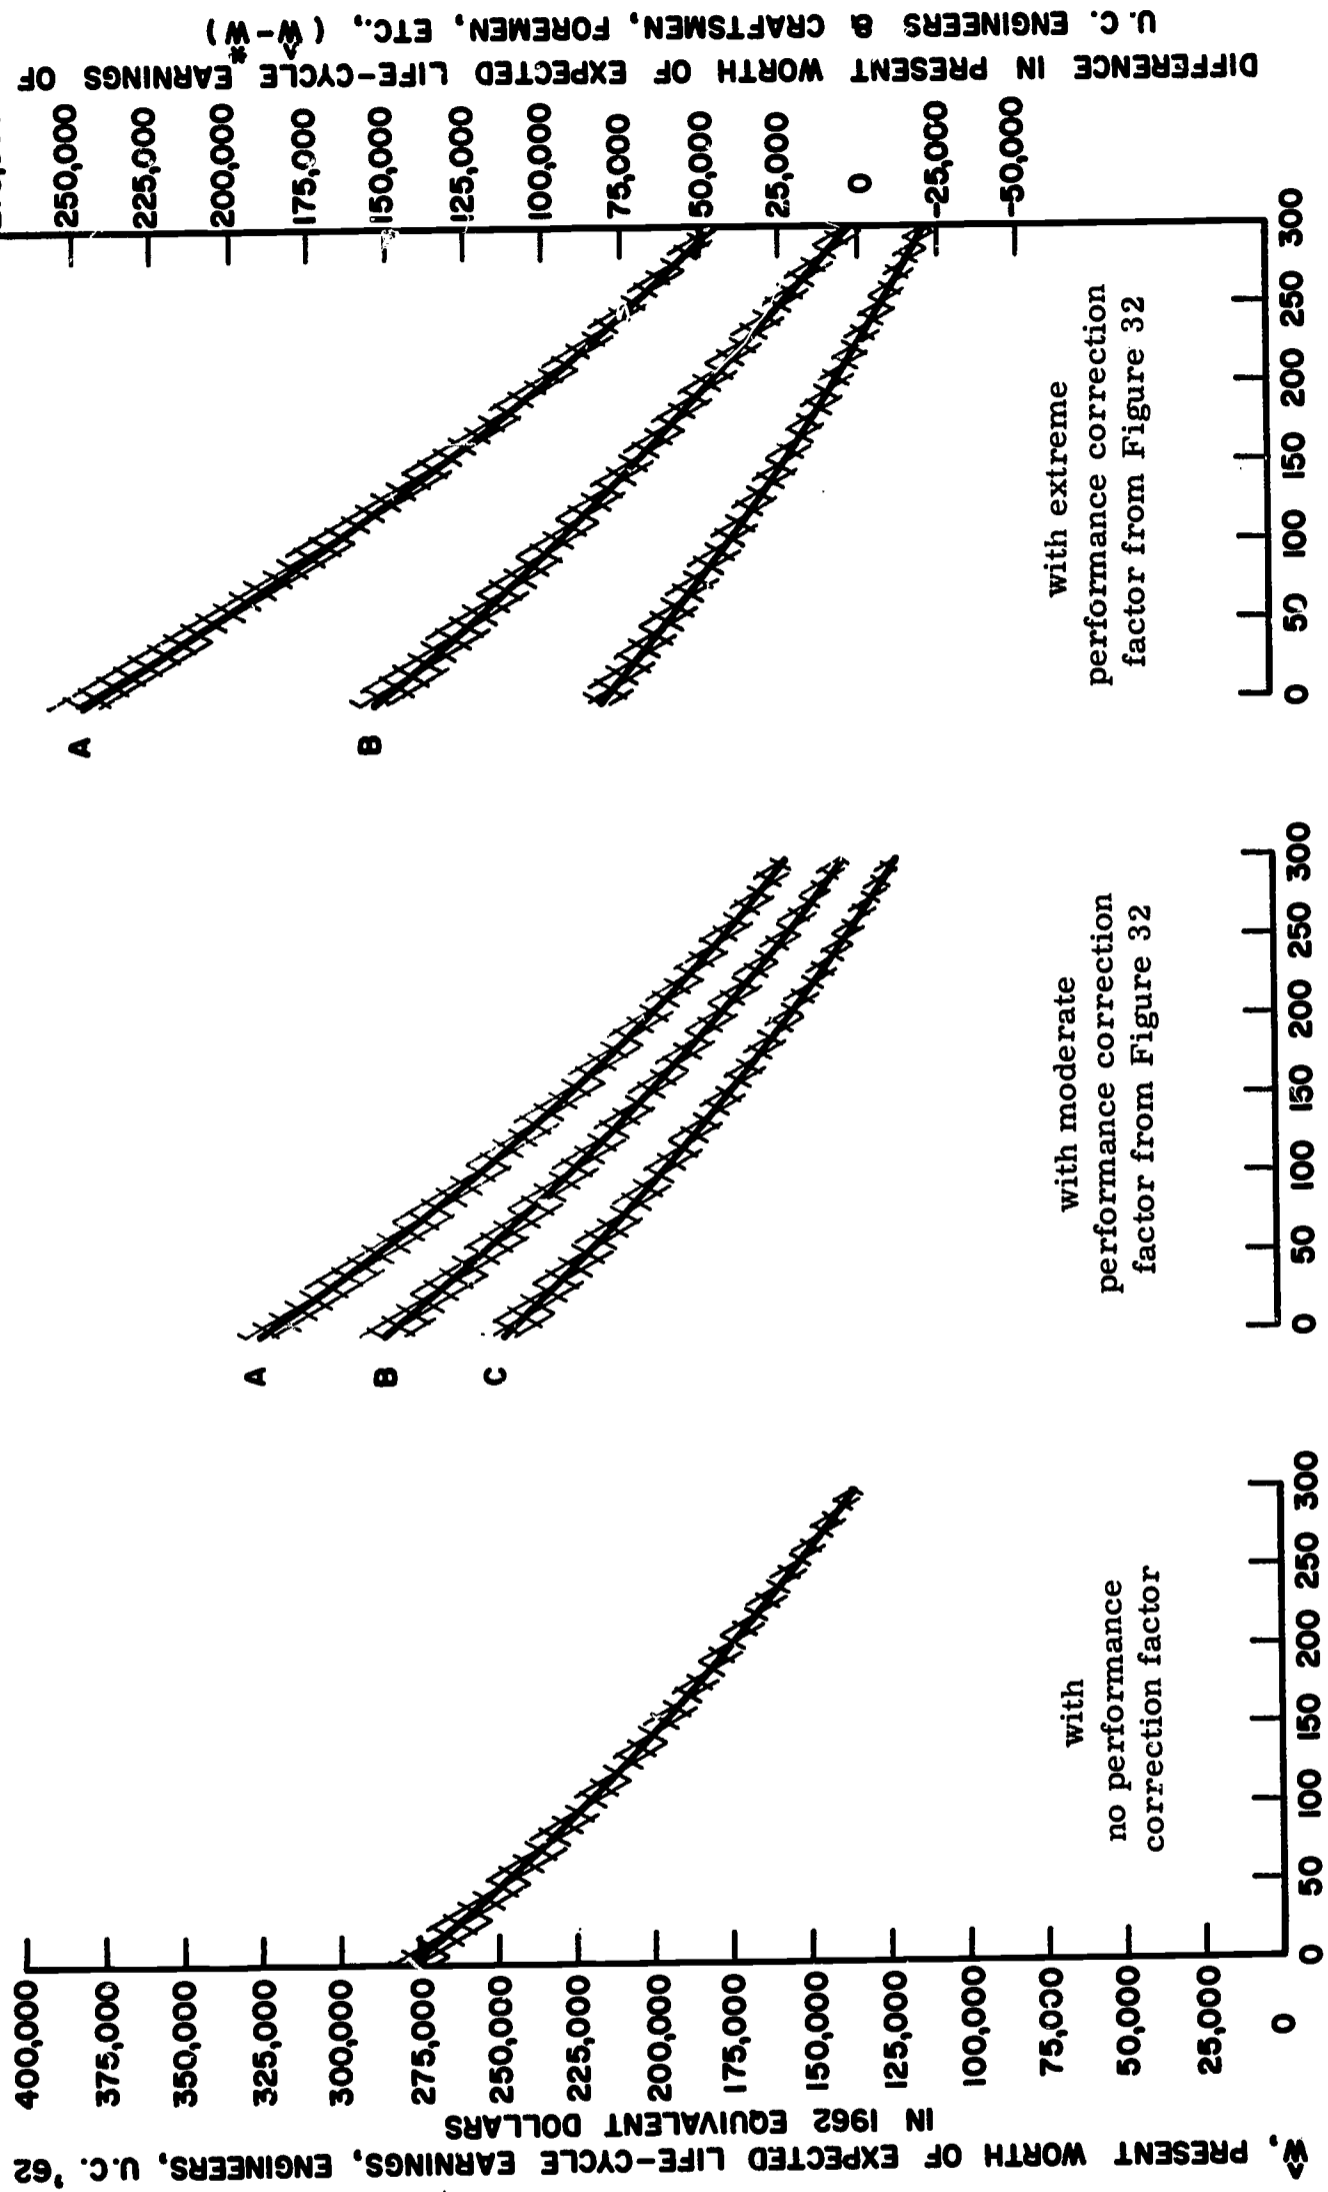 Ŵ, PRESENT WORTH OF EXPECTED LIFE-CYCLE EARNINGS, ENGINEERS, U.C. '62
IN 1962 EQUIVALENT DOLLARS
400,000
375,000
350,000
325,000
300,000
275,000
250,000
225,000
200,000
175,000
150,000
125,000
100,000
75,000
50,000
25,000
0
with
no performance
correction factor
0 50 100 150 200 250 300
A
B
C
with moderate
performance correction
factor from Figure 32
0 50 100 150 200 250 300
A
B
with extreme
performance correction
factor from Figure 32
0 50 100 150 200 250 300
250,000
225,000
200,000
175,000
150,000
125,000
100,000
75,000
50,000
25,000
0
-25,000
-50,000
DIFFERENCE IN PRESENT WORTH OF EXPECTED LIFE-CYCLE EARNINGS OF
U.C. ENGINEERS & CRAFTSMEN, FOREMEN, ETC., (Ŵ-W*)